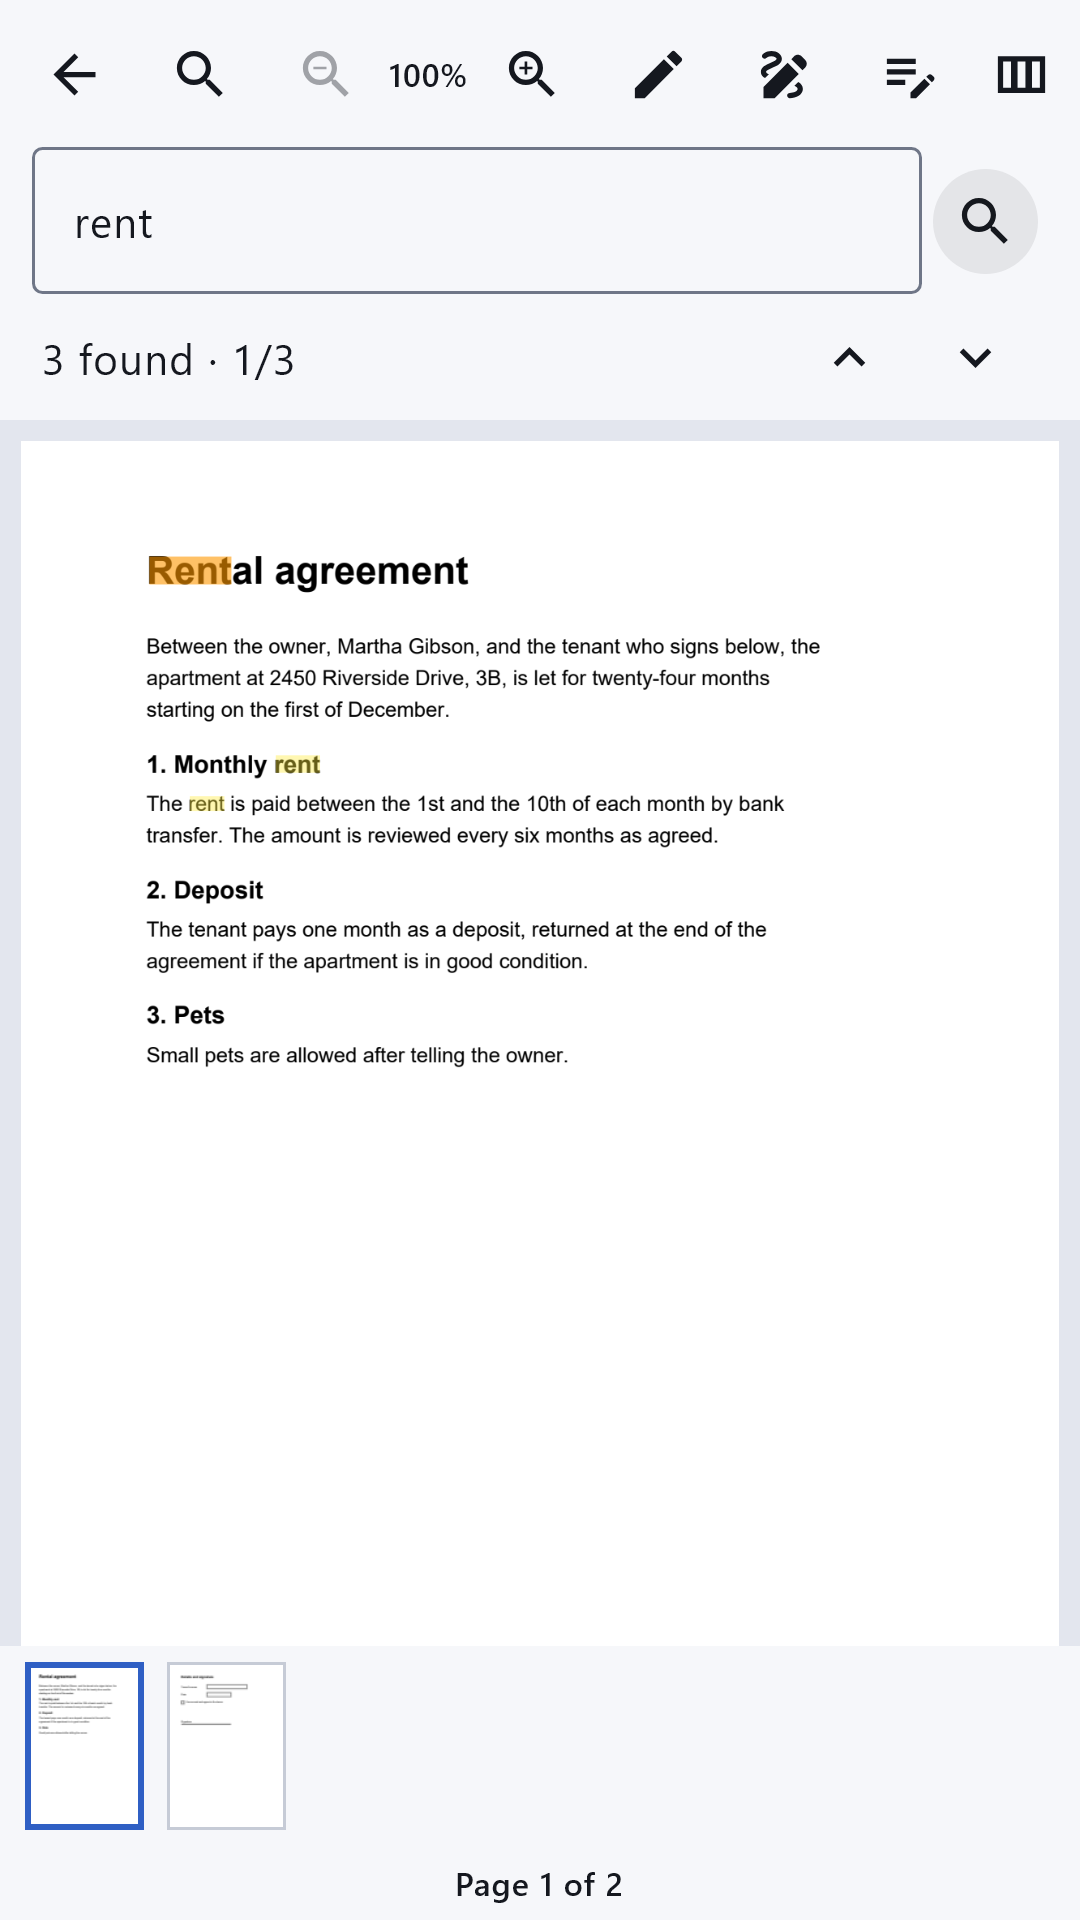 100%
rent
3 found · 1/3
Rental agreement
Between the owner, Martha Gibson, and the tenant who signs below, the
apartment at 2450 Riverside Drive, 3B, is let for twenty-four months
starting on the first of December.
1. Monthly rent
The rent is paid between the 1st and the 10th of each month by bank
transfer. The amount is reviewed every six months as agreed.
2. Deposit
The tenant pays one month as a deposit, returned at the end of the
agreement if the apartment is in good condition.
3. Pets
Small pets are allowed after telling the owner.
Rental agreement
Page 1 of 2